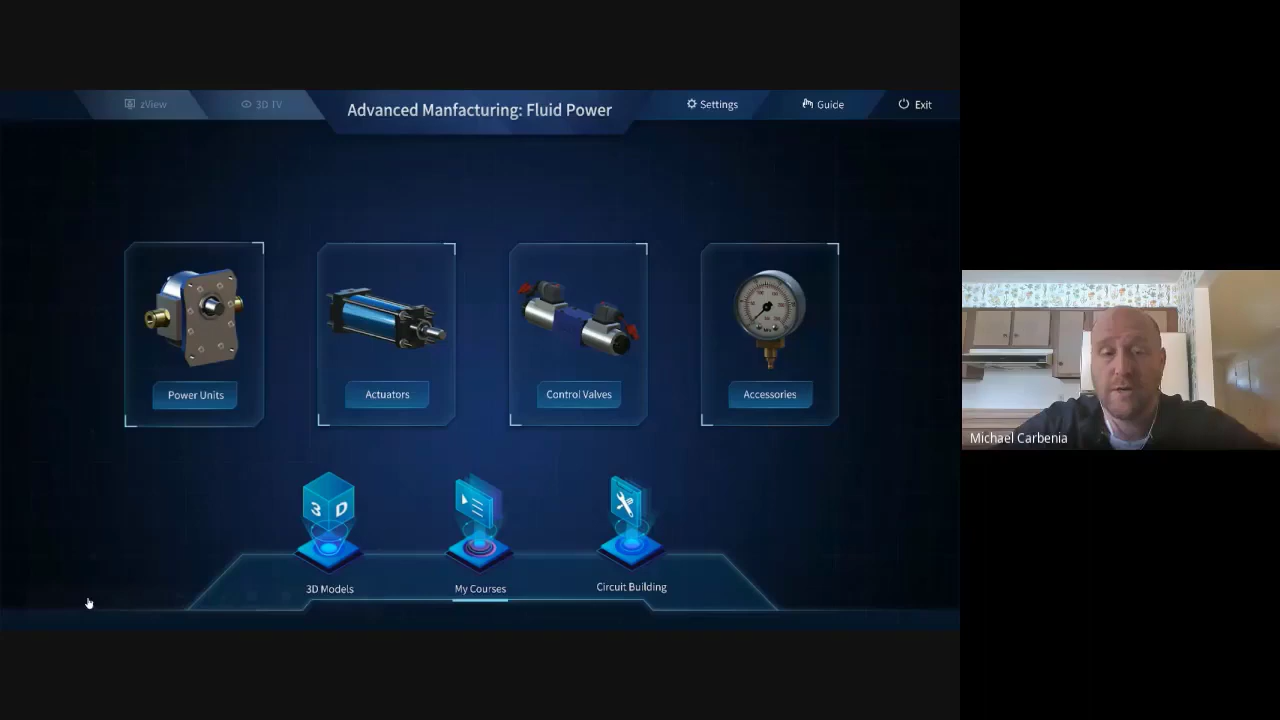 zView
3D TV
Advanced Manfacturing: Fluid Power
Settings
Guide
Exit
Power Units
Actuators
Control Valves
Accessories
3D
3D Models
My Courses
Circuit Building
Michael Carbenia